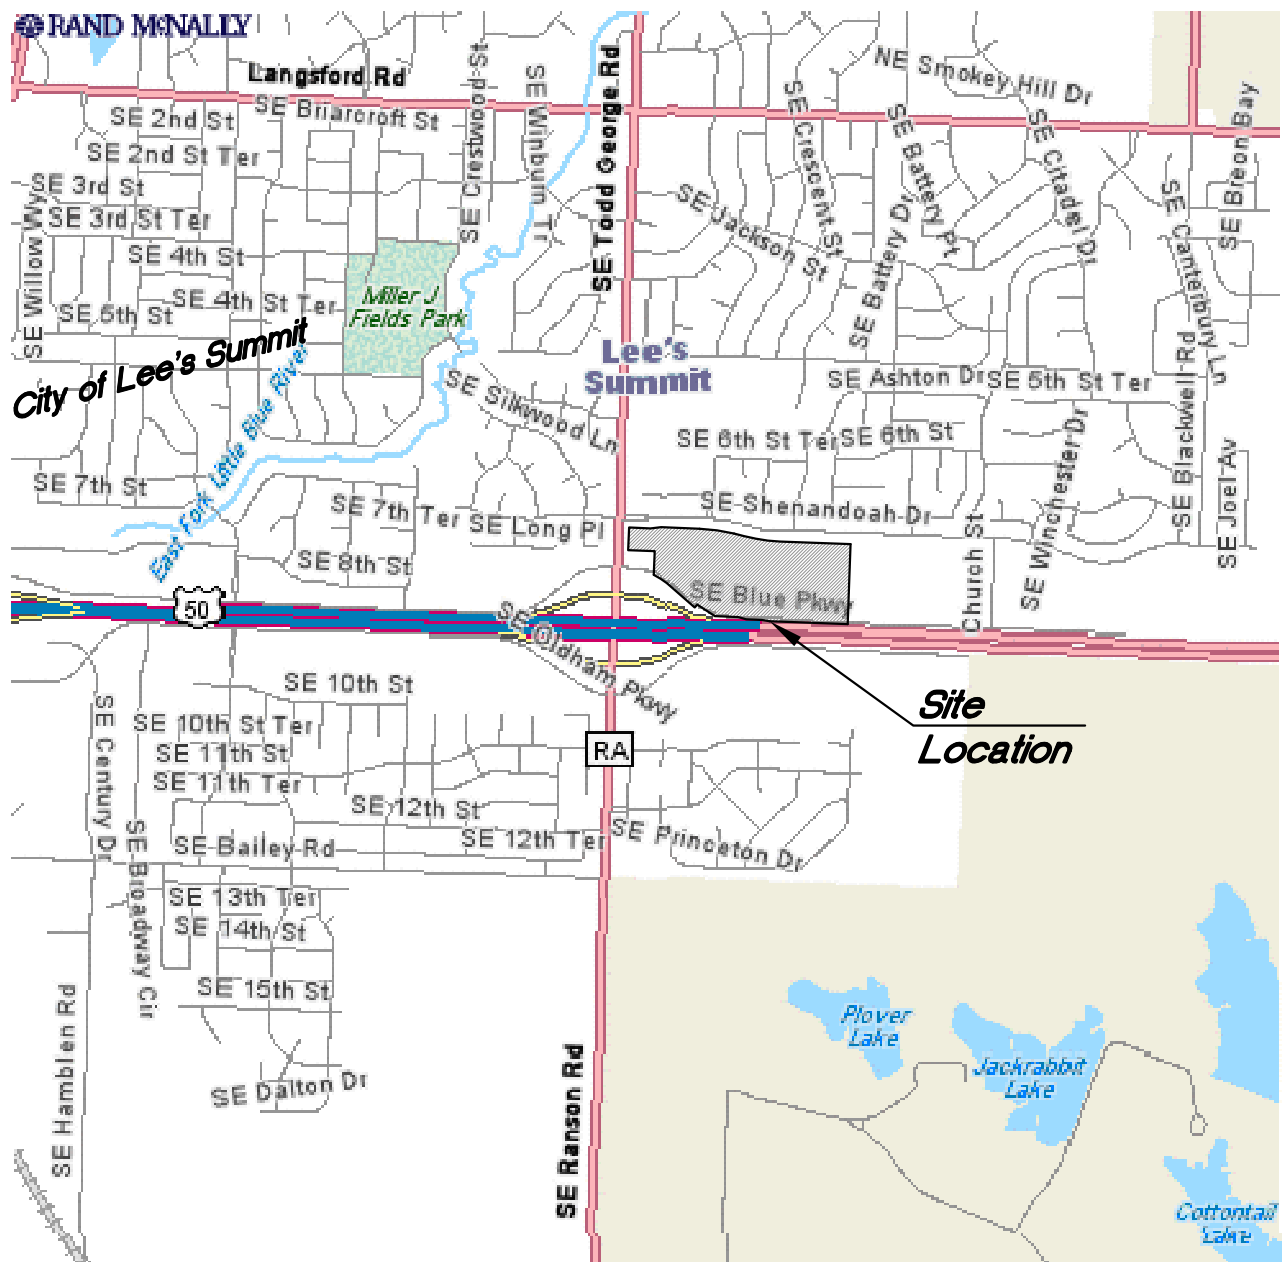 RAND McNALLY
Langsford Rd
NE Smokey Hill Dr
SE 2nd St
SE Briarcroft St
SE Crestwood St
SE Winburn Tr
SE Todd George Rd
SE Crescent St
SE Battery Dr
SE Battery Pt
SE Citadel Dr
SE Breon Bay
SE 2nd St Ter
SE 3rd St
SE 3rd St Ter
SE Willow Wy
SE Jackson St
SE Canterbury Ln
SE 4th St
SE 4th St Ter
SE 5th St
Miller J
Fields Park
City of Lee's Summit
Lee's
Summit
East Fork Little Blue River
SE Silkwood Ln
SE Ashton Dr
SE 5th St Ter
SE 6th St Ter
SE 6th St
SE Blackwell Rd
SE Winchester Dr
SE Joel Av
SE 7th St
SE 7th Ter
SE Long Pl
SE Shenandoah Dr
Church St
SE 8th St
SE Blue Pkwy
50
SE Oldham Pkwy
SE 10th St
Site
Location
SE Century Dr
SE 10th St Ter
SE 11th St
SE 11th Ter
RA
SE 12th St
SE 12th Ter
SE Princeton Dr
SE Bailey Rd
SE Broadway Cir
SE 13th Ter
SE 14th St
SE 15th St
SE Hamblen Rd
SE Dalton Dr
SE Ranson Rd
Plover
Lake
Jackrabbit
Lake
Cottontail
Lake